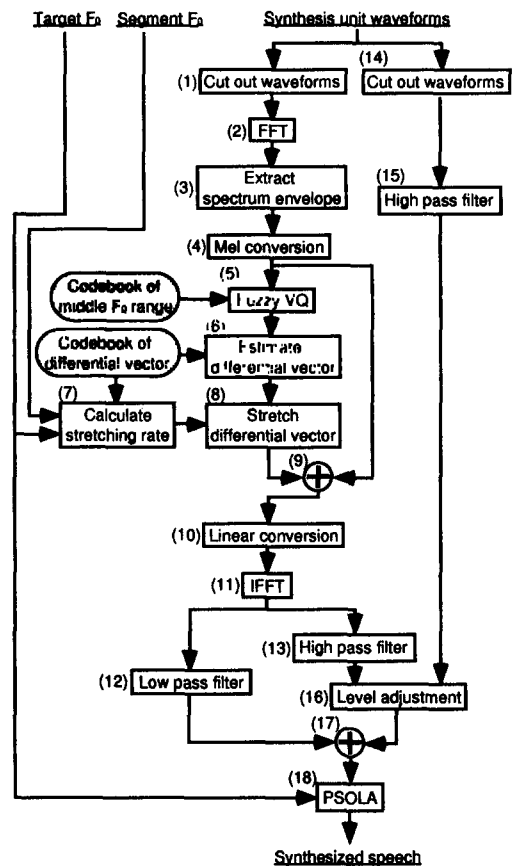 Target F₀
Segment F₀
Synthesis unit waveforms
(1)
Cut out waveforms
(14)
Cut out waveforms
(2)
FFT
(3)
Extract
spectrum envelope
(15)
High pass filter
(4)
Mel conversion
Codebook of
middle F₀ range
(5)
Fuzzy VQ
Codebook of
differential vector
(6)
Estimate
differential vector
(7)
Calculate
stretching rate
(8)
Stretch
differential vector
(9)
+
(10)
Linear conversion
(11)
IFFT
(12)
Low pass filter
(13)
High pass filter
(16)
Level adjustment
(17)
+
(18)
PSOLA
Synthesized speech